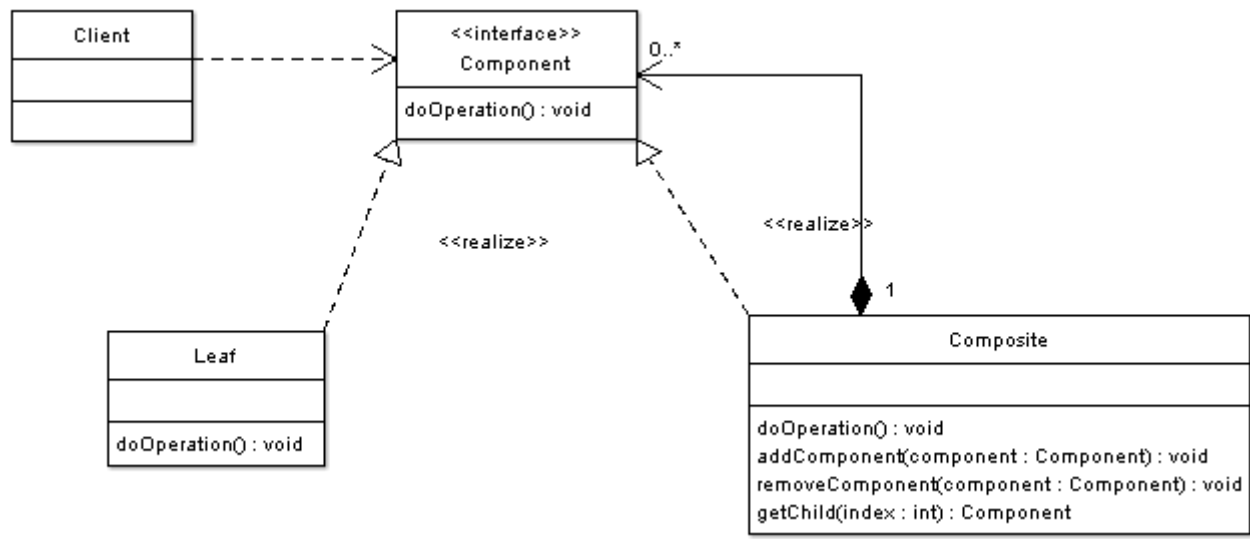 Client
<<interface>>
Component
doOperation() : void
0..*
<<realize>>
<<realize>>
1
Leaf
doOperation() : void
Composite
doOperation() : void
addComponent(component : Component) : void
removeComponent(component : Component) : void
getChild(index : int) : Component